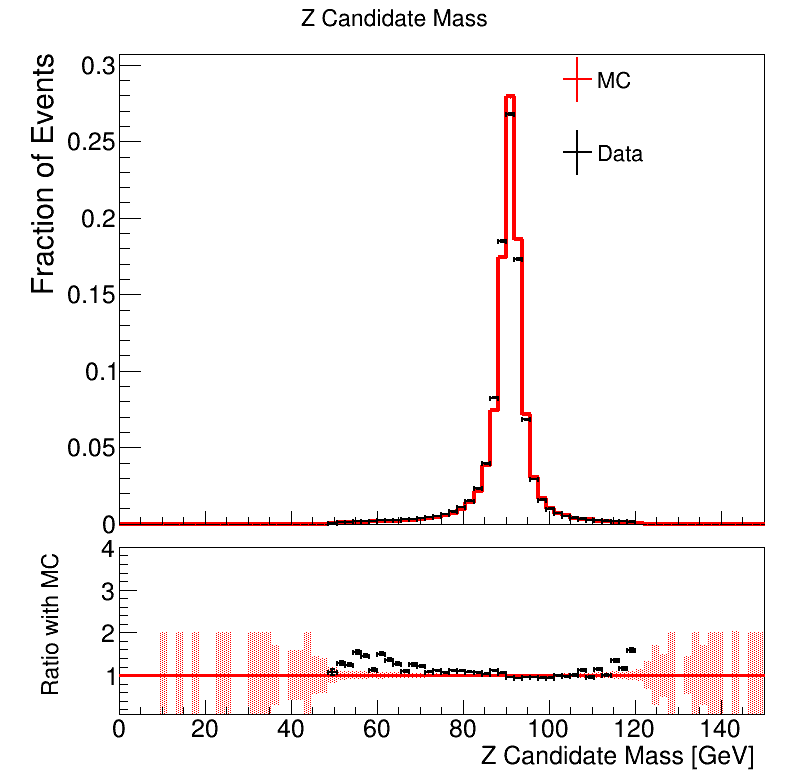 Z Candidate Mass
Fraction of Events
0.3
0.25
0.2
0.15
0.1
0.05
0
MC
Data
Ratio with MC
4
3
2
1
0 20 40 60 80 100 120 140
Z Candidate Mass [GeV]